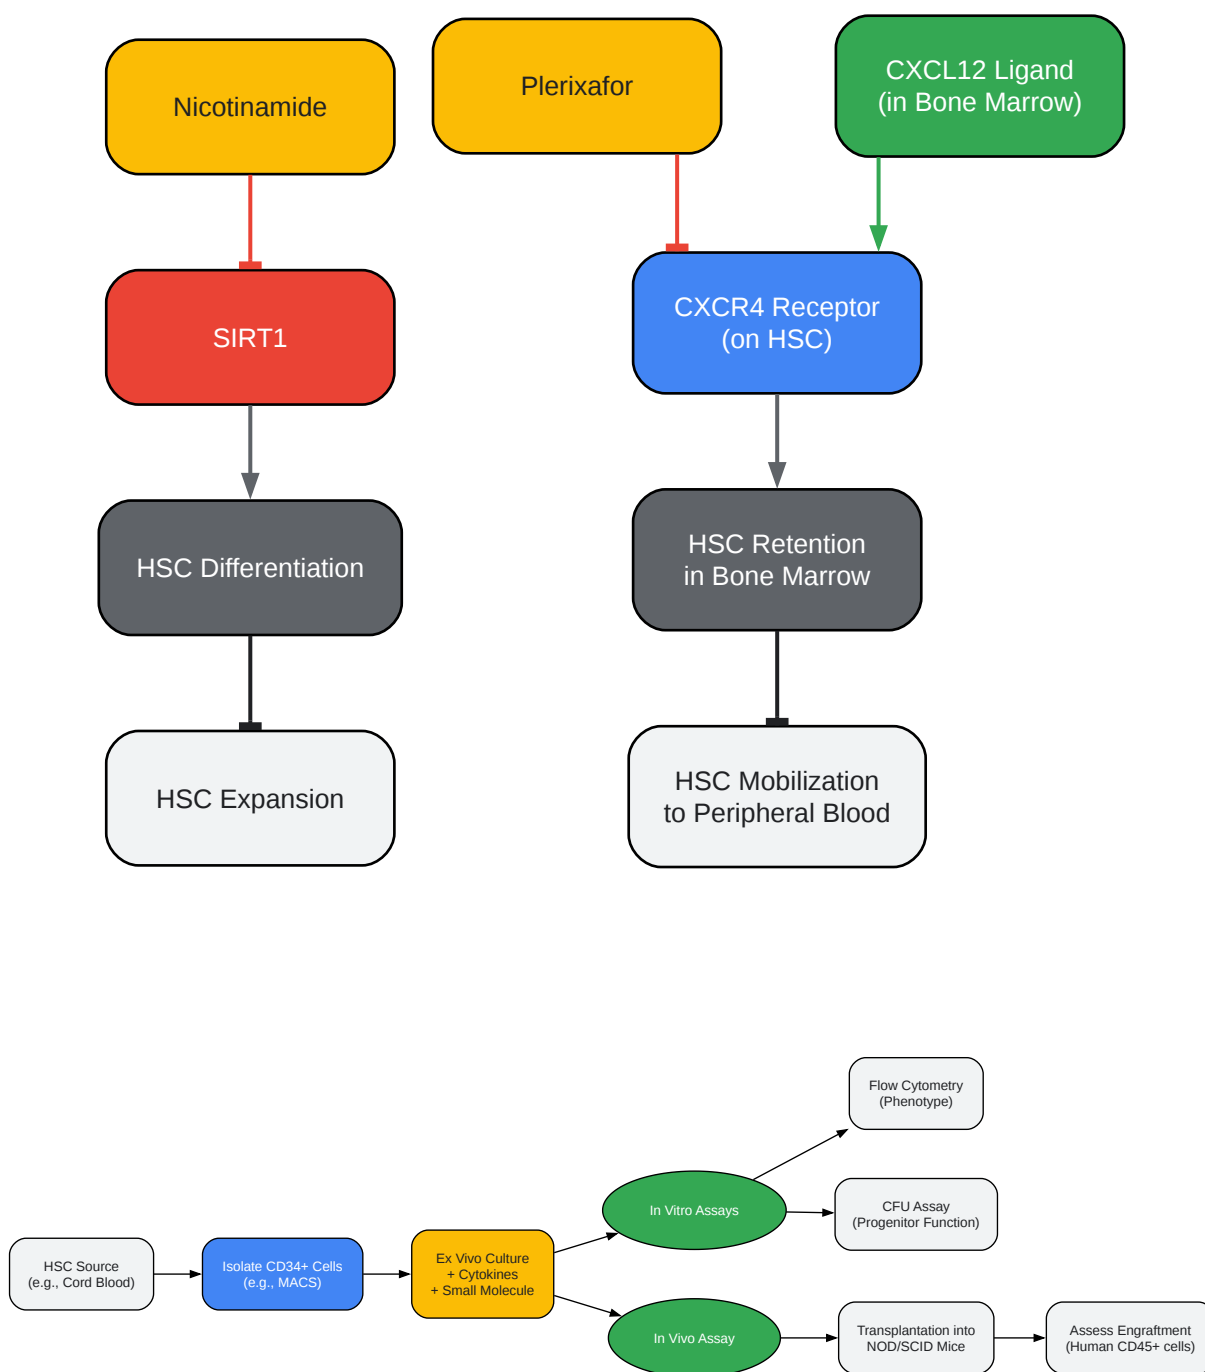 Nicotinamide
Plerixafor
CXCL12 Ligand
(in Bone Marrow)
SIRT1
CXCR4 Receptor
(on HSC)
HSC Differentiation
HSC Retention
in Bone Marrow
HSC Expansion
HSC Mobilization
to Peripheral Blood
HSC Source
(e.g., Cord Blood)
Isolate CD34+ Cells
(e.g., MACS)
Ex Vivo Culture
+ Cytokines
+ Small Molecule
In Vitro Assays
Flow Cytometry
(Phenotype)
CFU Assay
(Progenitor Function)
In Vivo Assay
Transplantation into
NOD/SCID Mice
Assess Engraftment
(Human CD45+ cells)